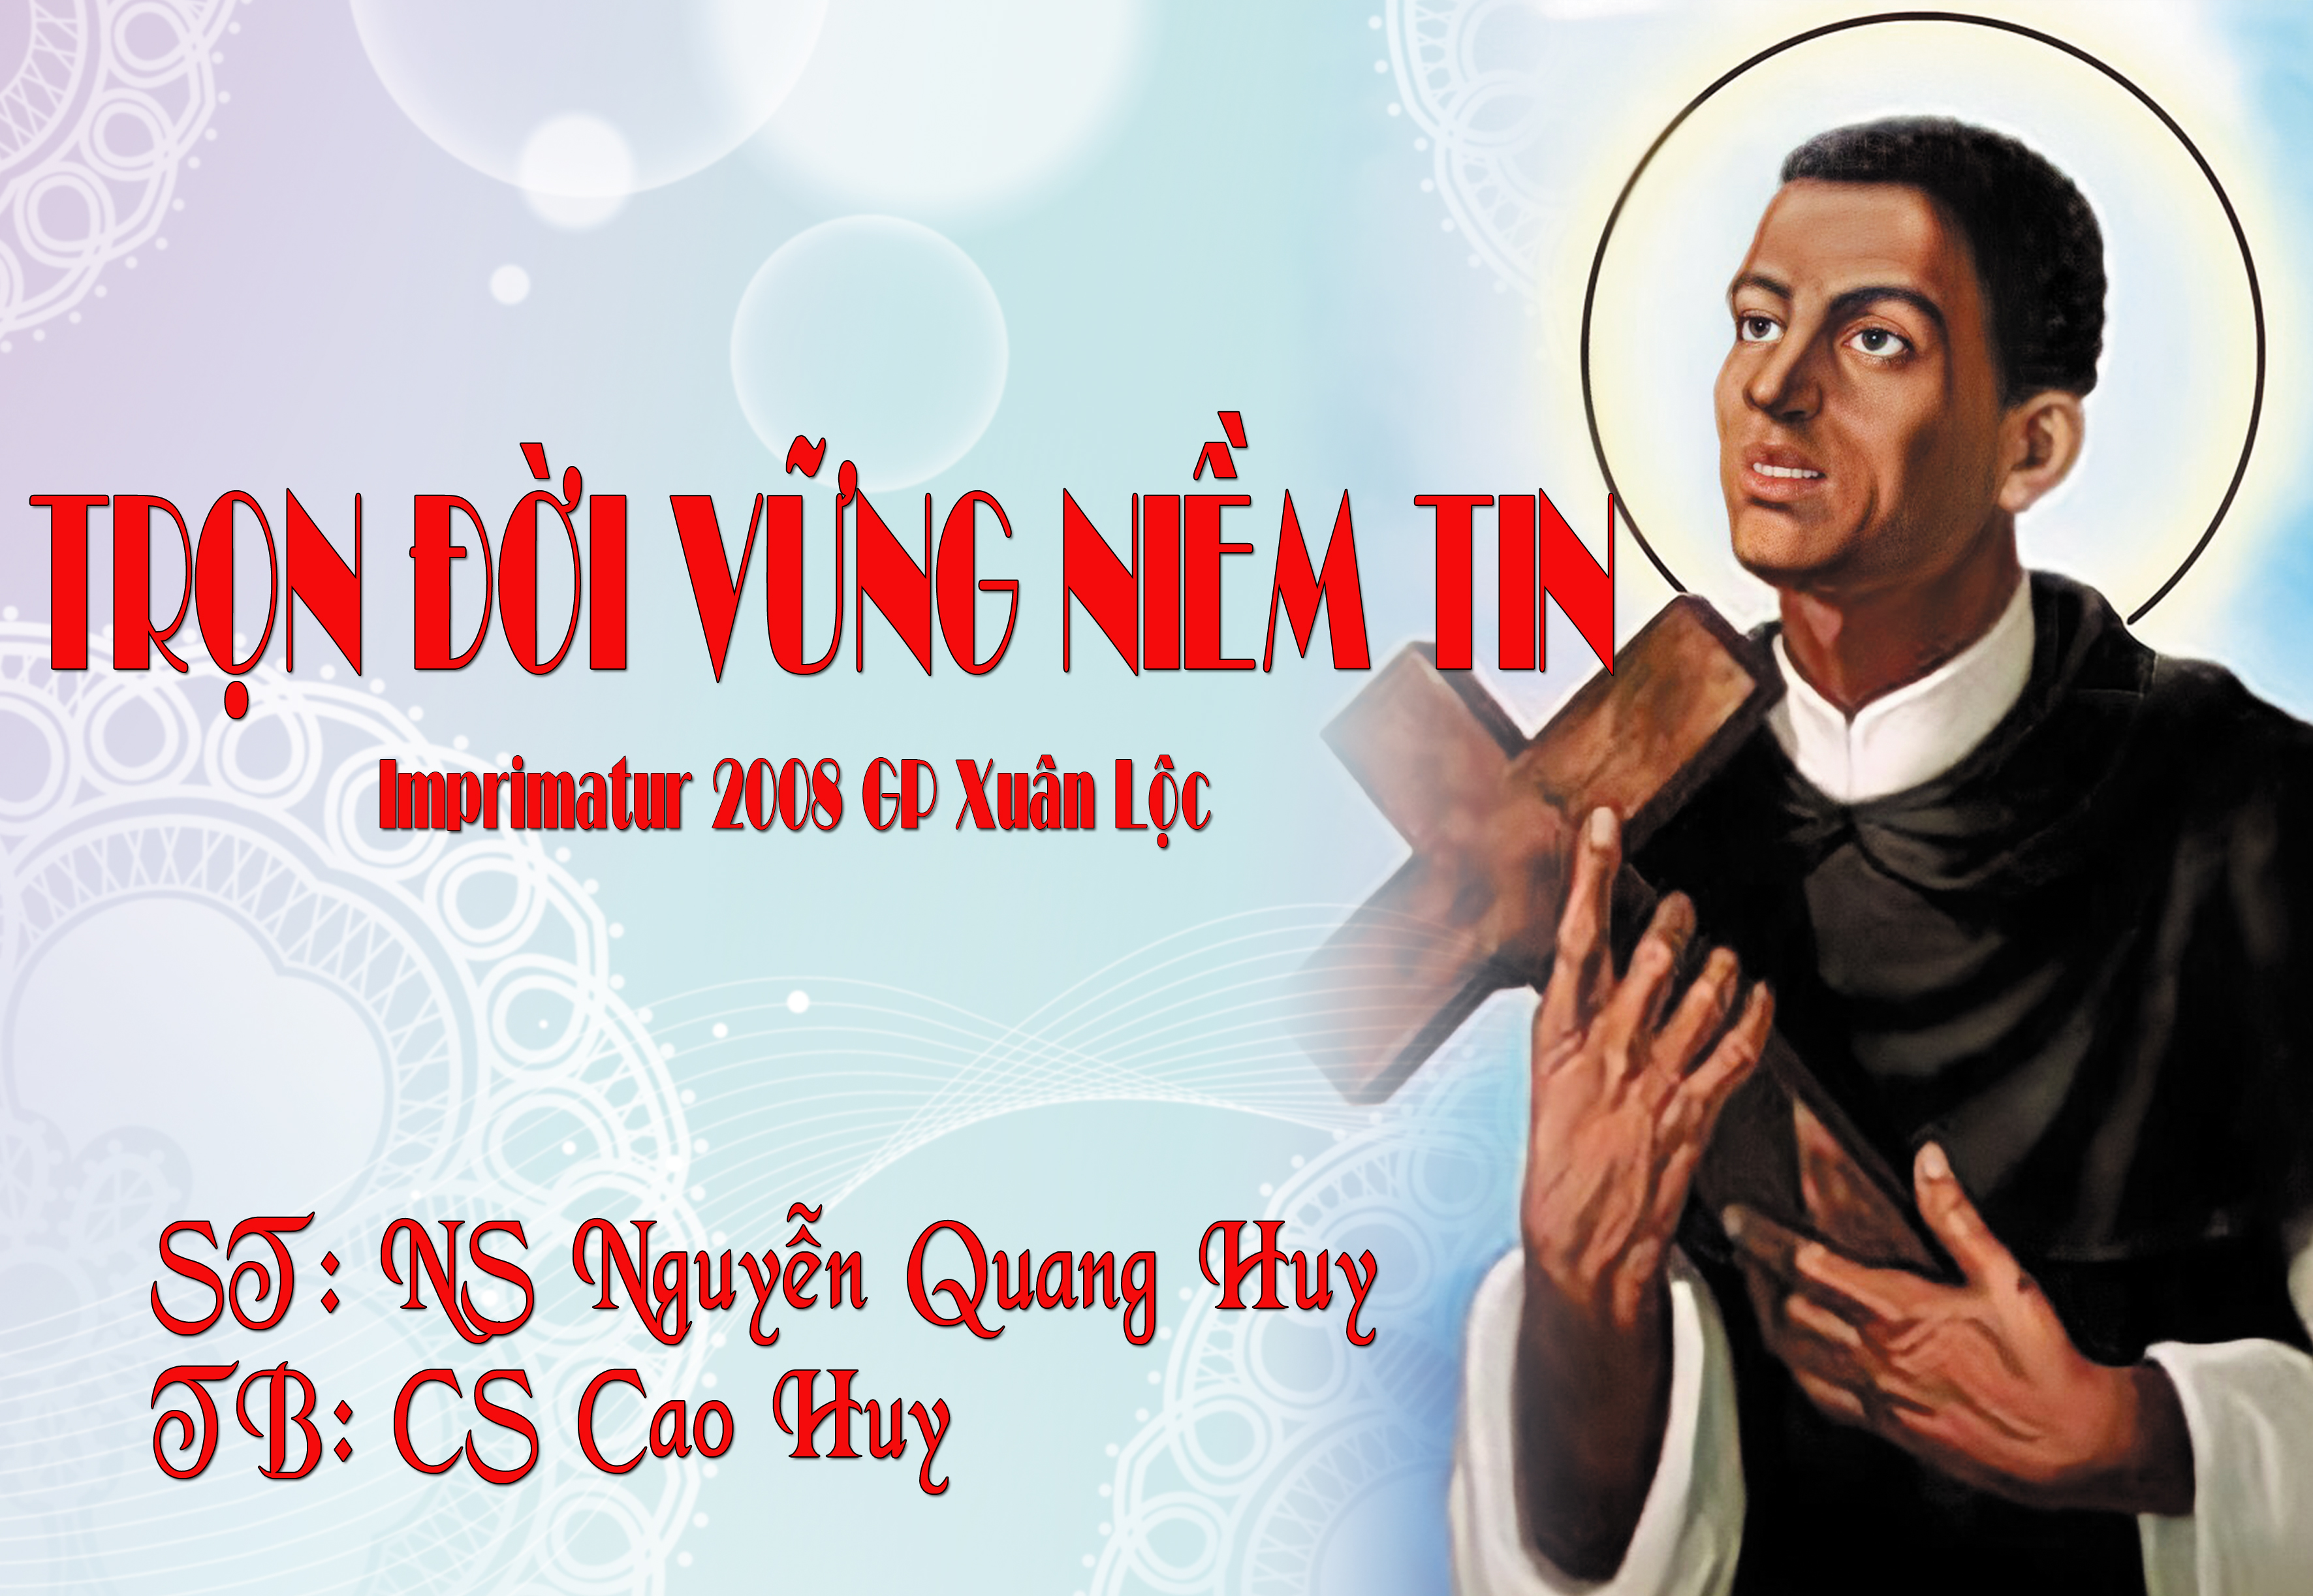 TRỌN ĐỜI VỮNG NIỀM TIN
Imprimatur 2008 GP Xuân Lộc
ST: NS Nguyễn Quang Huy
TB: CS Cao Huy